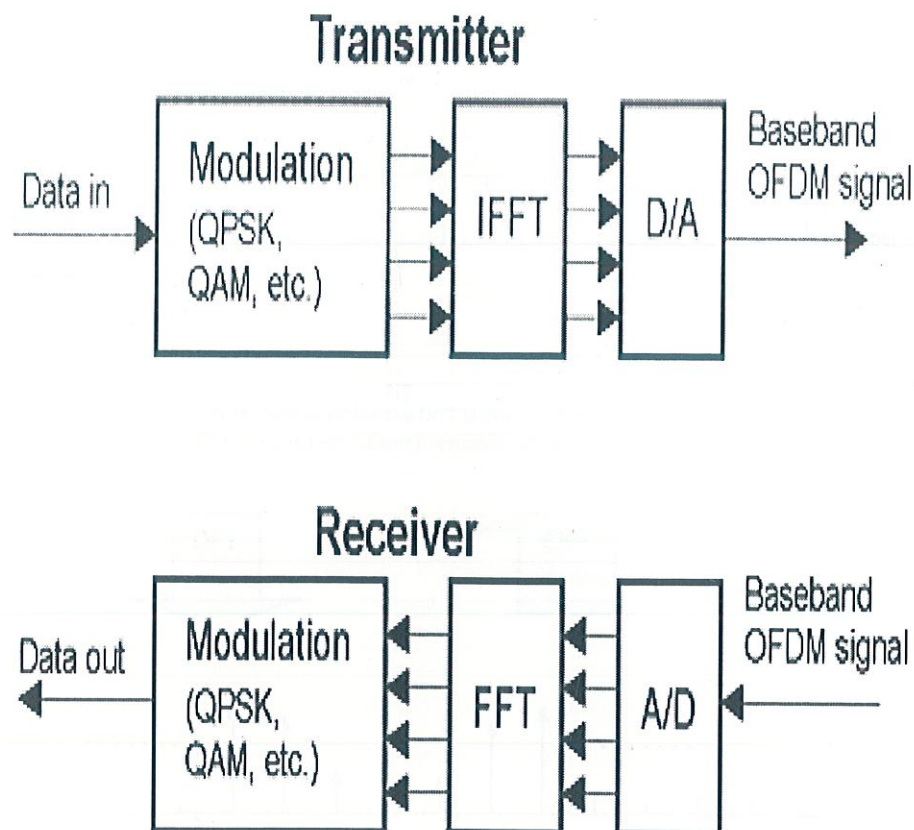 Transmitter
Data in
Modulation
(QPSK,
QAM, etc.)
IFFT
D/A
Baseband
OFDM signal
Receiver
Data out
Modulation
(QPSK,
QAM, etc.)
FFT
A/D
Baseband
OFDM signal